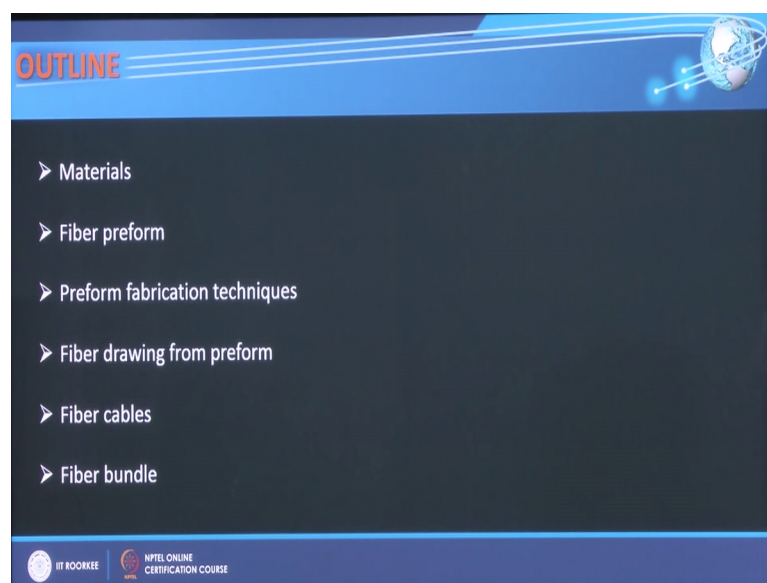 OUTLINE
➤ Materials
➤ Fiber preform
➤ Preform fabrication techniques
➤ Fiber drawing from preform
➤ Fiber cables
➤ Fiber bundle
IIT ROORKEE
NPTEL
NPTEL ONLINE
CERTIFICATION COURSE